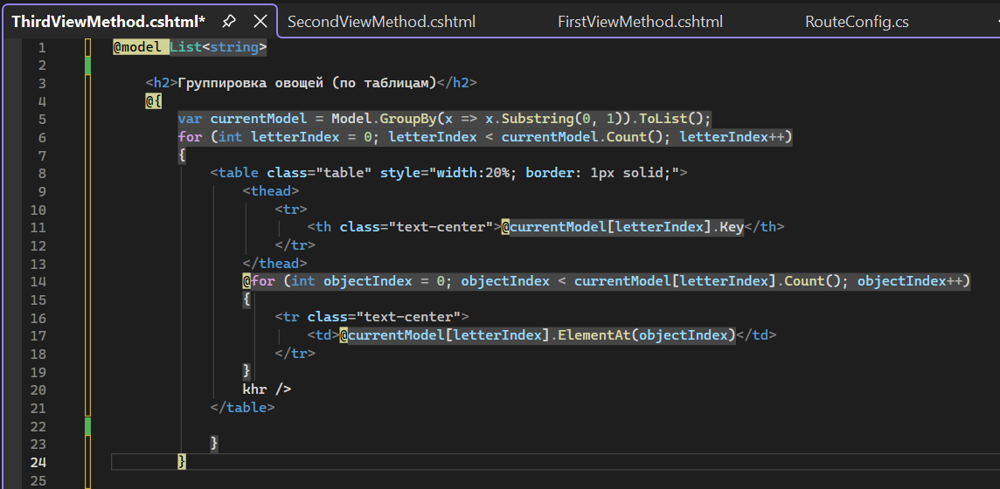 ThirdViewMethod.cshtml* SecondViewMethod.cshtml FirstViewMethod.cshtml RouteConfig.cs
1 @model List<string>
2
3 <h2>Группировка овощей (по таблицам)</h2>
4 @{
5 var currentModel = Model.GroupBy(x => x.Substring(0, 1)).ToList();
6 for (int letterIndex = 0; letterIndex < currentModel.Count(); letterIndex++)
7 {
8 <table class="table" style="width:20%; border: 1px solid;">
9 <thead>
10 <tr>
11 <th class="text-center">@currentModel[letterIndex].Key</th>
12 </tr>
13 </thead>
14 @for (int objectIndex = 0; objectIndex < currentModel[letterIndex].Count(); objectIndex++)
15 {
16 <tr class="text-center">
17 <td>@currentModel[letterIndex].ElementAt(objectIndex)</td>
18 </tr>
19 }
20 khr />
21 </table>
22
23 }
24 }
25